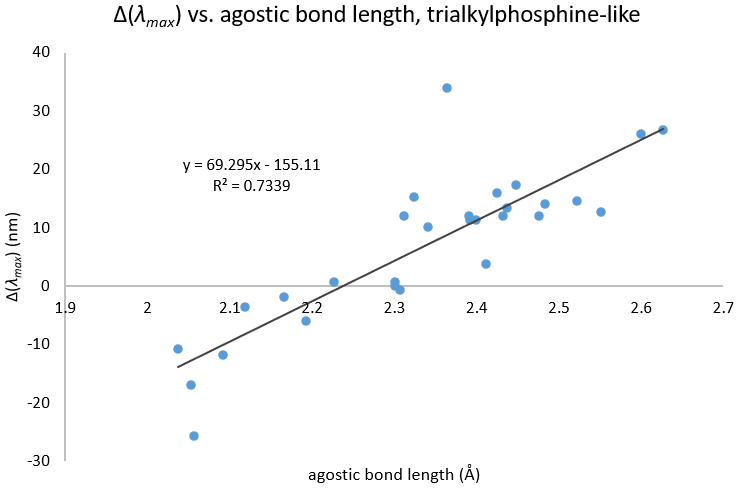 Δ(λmax) vs. agostic bond length, trialkylphosphine-like
40
30
20
10
0
-10
-20
-30
Δ(λmax) (nm)
y = 69.295x - 155.11
R² = 0.7339
1.9 2 2.1 2.2 2.3 2.4 2.5 2.6 2.7
agostic bond length (Å)